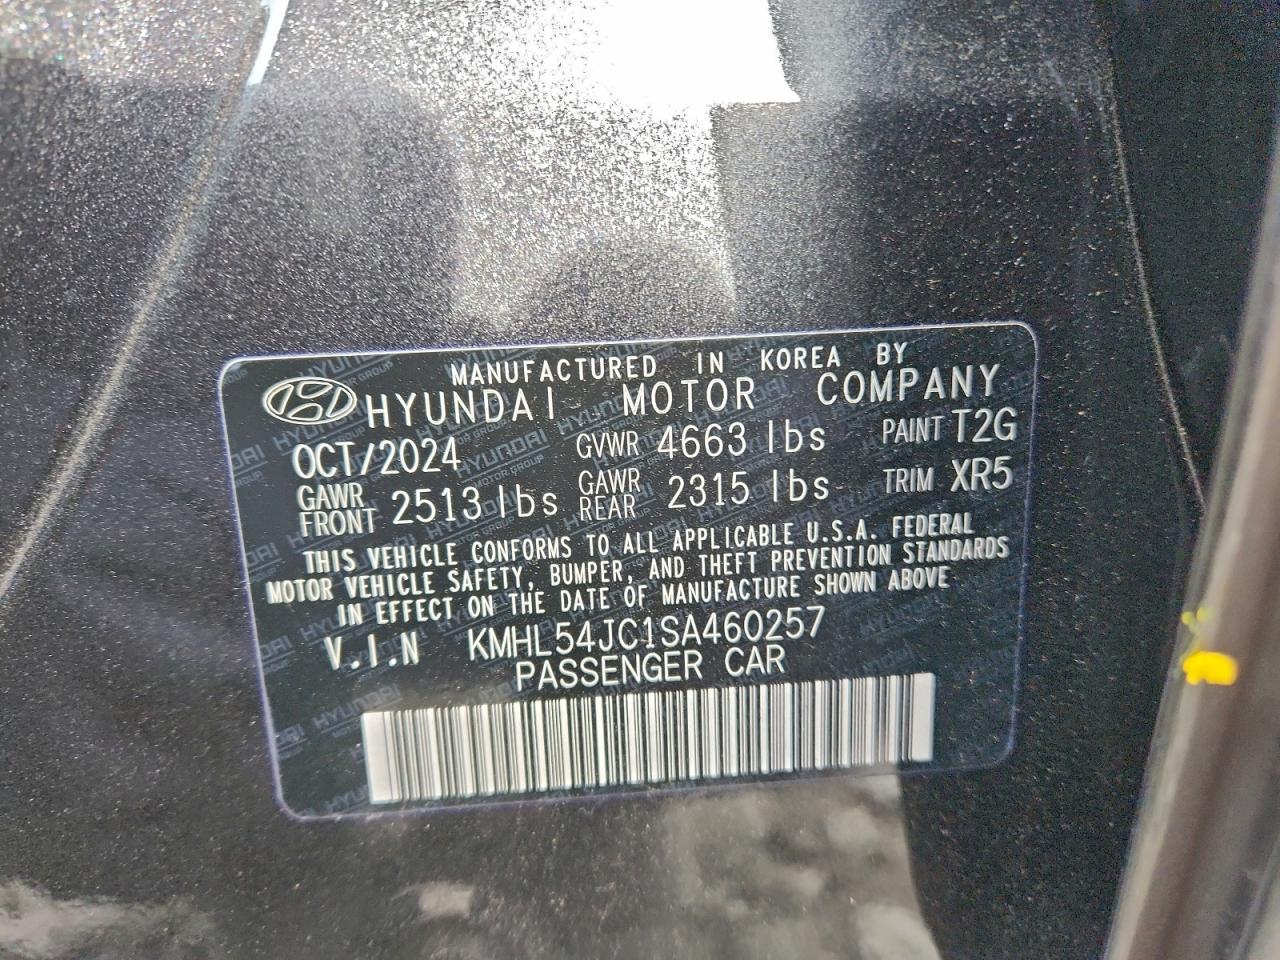 MANUFACTURED IN KOREA BY
HYUNDAI MOTOR COMPANY
OCT/2024 GVWR 4663 lbs PAINT T2G
GAWR FRONT 2513 lbs GAWR REAR 2315 lbs TRIM XR5
THIS VEHICLE CONFORMS TO ALL APPLICABLE U.S.A. FEDERAL
MOTOR VEHICLE SAFETY, BUMPER, AND THEFT PREVENTION STANDARDS
IN EFFECT ON THE DATE OF MANUFACTURE SHOWN ABOVE
V.I.N KMHL54JC1SA460257
PASSENGER CAR